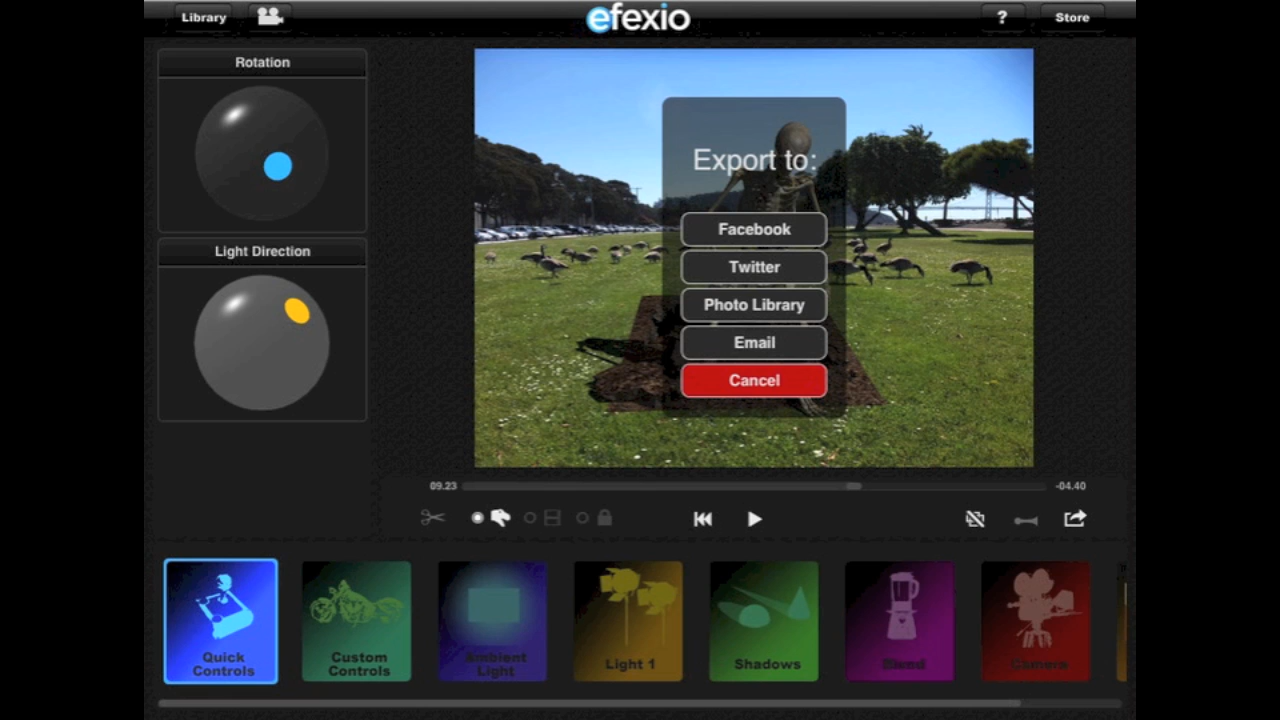 Library
efexio
?
Store
Rotation
Light Direction
Export to:
Facebook
Twitter
Photo Library
Email
Cancel
09.23
-04.40
Quick
Controls
Custom
Controls
Ambient
Light
Light 1
Shadows
Blend
Camera